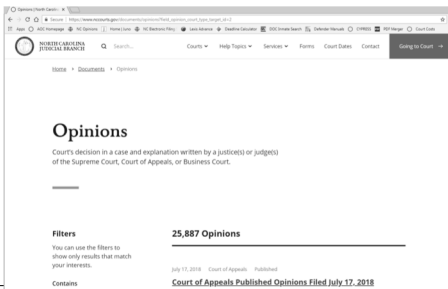 Opinions | North Carolin
Secure | https://www.nccourts.gov/documents/opinions?field_opinion_court_type_target_id=2
Apps AOC Homepage NC Opinions Home | Juno NC Electronic Filing Lexis Advance Deadline Calculator DOC Inmate Search Defender Manuals CIPRS PDF Merger Court Costs
NORTH CAROLINA
JUDICIAL BRANCH
Search...
Courts Help Topics Services Forms Court Dates Contact Going to Court →
Home Documents Opinions
Opinions
Court's decision in a case and explanation written by a justice(s) or judge(s)
of the Supreme Court, Court of Appeals, or Business Court.
Filters
You can use the filters to
show only results that match
your interests.
Contains
25,887 Opinions
July 17, 2018 Court of Appeals Published
Court of Appeals Published Opinions Filed July 17, 2018